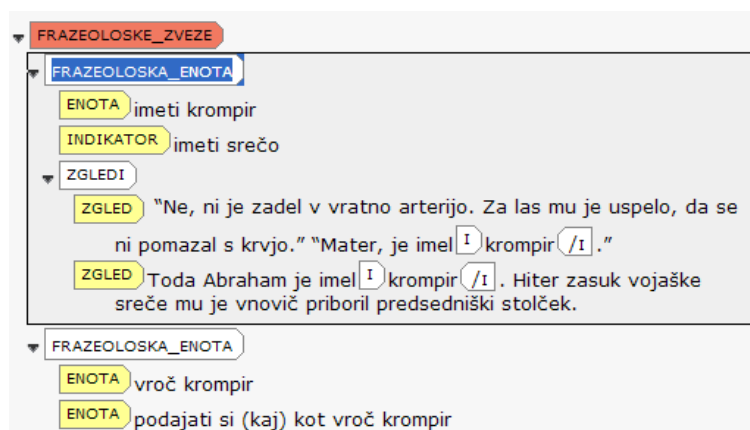 FRAZEOLOSKE_ZVEZE
FRAZEOLOSKA_ENOTA
ENOTA imeti krompir
INDIKATOR imeti srečo
ZGLEDI
ZGLED “Ne, ni je zadel v vratno arterijo. Za las mu je uspelo, da se
ni pomazal s krvjo.” “Mater, je imel I krompir /I .”
ZGLED Toda Abraham je imel I krompir /I . Hiter zasuk vojaške
sreče mu je vnovič priboril predsedniški stolček.
FRAZEOLOSKA_ENOTA
ENOTA vroč krompir
ENOTA podajati si (kaj) kot vroč krompir